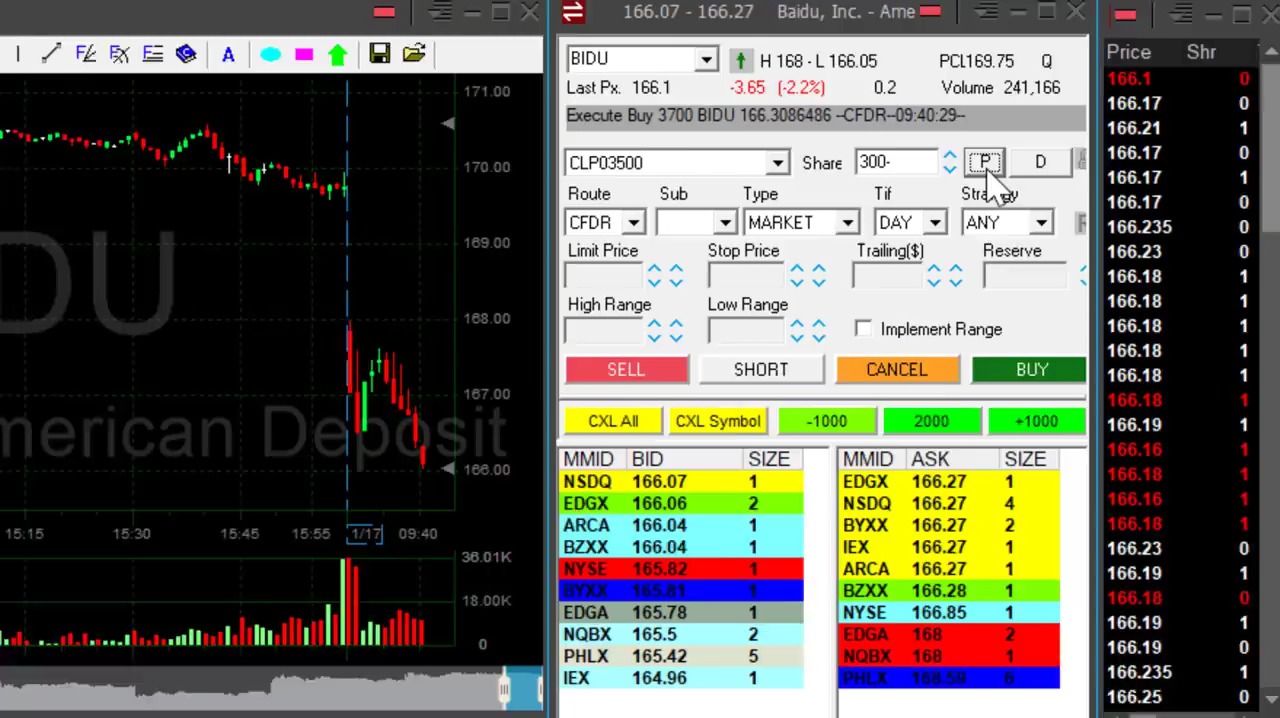 166.07 - 166.27 Baidu, Inc. - Ame
A
BIDU
H 168 - L 166.05 PCL169.75 Q
Last Px. 166.1 -3.65 (-2.2%) 0.2 Volume 241,166
Execute Buy 3700 BIDU 166.3086486 --CFDR--09:40:29--
CLP03500 Share 300- P D
Route Sub Type Tif Strategy
CFDR MARKET DAY ANY
Limit Price Stop Price Trailing($) Reserve
High Range Low Range
Implement Range
SELL SHORT CANCEL BUY
CXL All CXL Symbol -1000 2000 +1000
MMID BID SIZE
NSDQ 166.07 1
EDGX 166.06 2
ARCA 166.04 1
BZXX 166.04 1
NYSE 165.82 1
BYXX 165.81 1
EDGA 165.78 1
NQBX 165.5 2
PHLX 165.42 5
IEX 164.96 1
MMID ASK SIZE
EDGX 166.27 1
NSDQ 166.27 4
BYXX 166.27 2
IEX 166.27 1
ARCA 166.27 1
BZXX 166.28 1
NYSE 166.85 1
EDGA 168 2
NQBX 168 1
PHLX 168.59 6
Price Shr
166.1 0
166.17 0
166.21 1
166.17 0
166.17 1
166.17 0
166.235 0
166.23 0
166.18 1
166.18 1
166.18 1
166.18 1
166.18 1
166.18 1
166.19 1
166.16 1
166.18 1
166.16 1
166.18 1
166.23 0
166.19 1
166.18 0
166.19 1
166.19 0
166.235 1
166.25 0
171.00
170.00
169.00
168.00
167.00
166.00
DU
merican Deposit
15:15 15:30 15:45 15:55 1/17 09:40
36.01K
18.00K
0